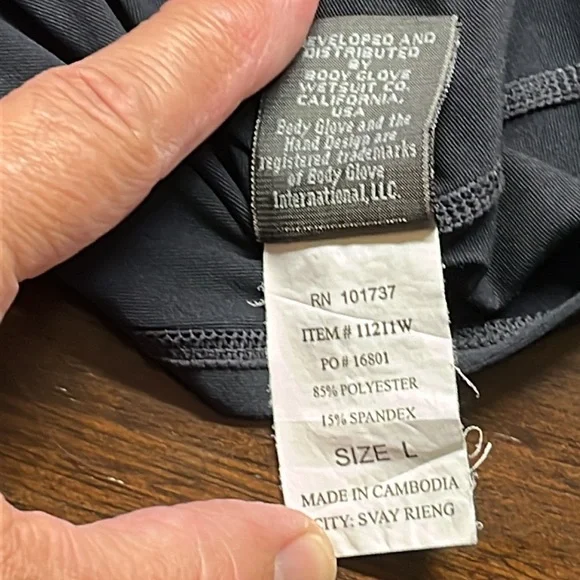 DEVELOPED AND
DISTRIBUTED
BY
BODY GLOVE
WETSUIT CO.
CALIFORNIA,
USA
Body Glove and the
Hand Design are
registered trademarks
of Body Glove
International, LLC.
RN 101737
ITEM # 11211W
PO # 16801
85% POLYESTER
15% SPANDEX
SIZE L
MADE IN CAMBODIA
CITY: SVAY RIENG